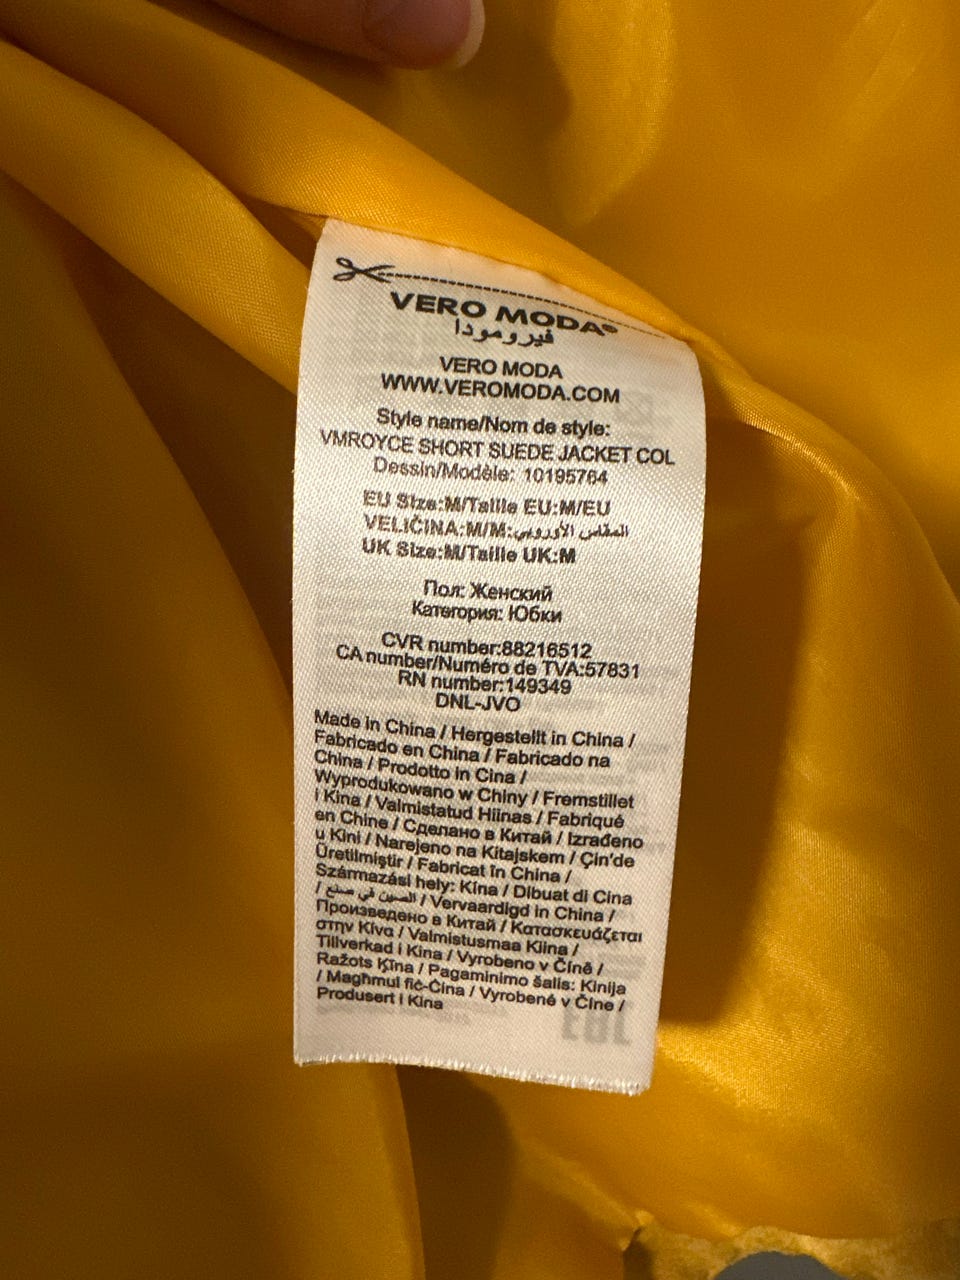 VERO MODA®
فيرومودا
VERO MODA
WWW.VEROMODA.COM
Style name/Nom de style:
VMROYCE SHORT SUEDE JACKET COL
Dessin/Modèle: 10195764
EU Size:M/Taille EU:M/EU
VELIČINA:M/M:المقاس الأوروبي
UK Size:M/Taille UK:M
Пол: Женский
Категория: Юбки
CVR number:88216512
CA number/Numéro de TVA:57831
RN number:149349
DNL-JVO
Made in China / Hergestellt in China /
Fabricado en China / Fabricado na
China / Prodotto in Cina /
Wyprodukowano w Chiny / Fremstillet
i Kina / Valmistatud Hiinas / Fabriqué
en Chine / Сделано в Китай / Izrađeno
u Kini / Narejeno na Kitajskem / Çin'de
Üretilmiştir / Fabricat în China /
Származási hely: Kína / Dibuat di Cina
/ الصين في صنع / Vervaardigd in China /
Произведено в Китай / Κατασκευάζεται
στην Κίνα / Valmistusmaa Kiina /
Tillverkad i Kina / Vyrobeno v Číně /
Ražots Ķīna / Pagaminimo šalis: Kinija
/ Magħmul fiċ-Ċina / Vyrobené v Číne /
Produsert i Kina